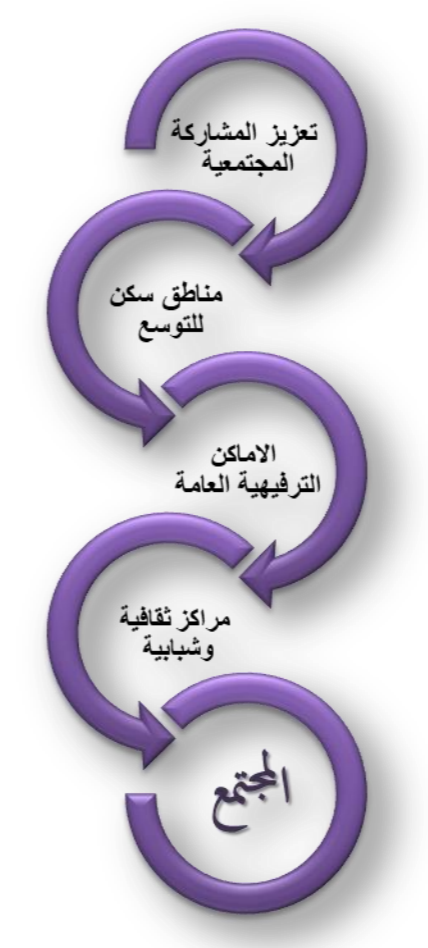 تعزيز المشاركة
المجتمعية
مناطق سكن
للتوسع
الاماكن
الترفيهية العامة
مراكز ثقافية
وشبابية
المجتمع